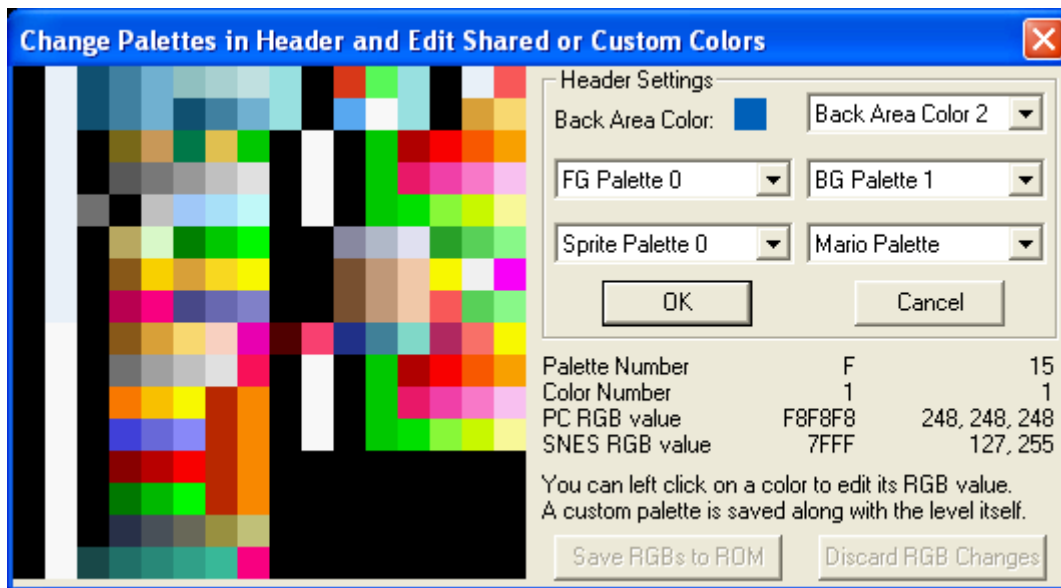 Change Palettes in Header and Edit Shared or Custom Colors
Header Settings
Back Area Color: Back Area Color 2
FG Palette 0 BG Palette 1
Sprite Palette 0 Mario Palette
OK Cancel
Palette Number F 15
Color Number 1 1
PC RGB value F8F8F8 248, 248, 248
SNES RGB value 7FFF 127, 255
You can left click on a color to edit its RGB value.
A custom palette is saved along with the level itself.
Save RGBs to ROM Discard RGB Changes